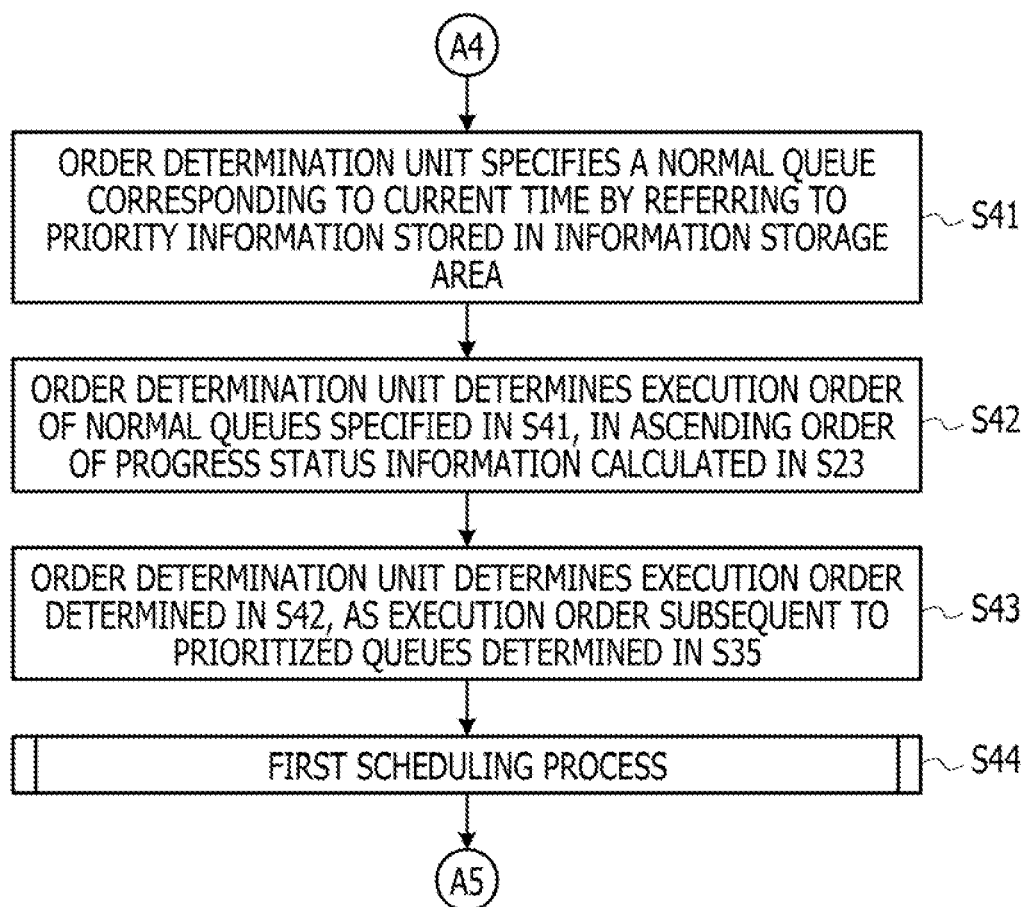 A4
ORDER DETERMINATION UNIT SPECIFIES A NORMAL QUEUE
CORRESPONDING TO CURRENT TIME BY REFERRING TO
PRIORITY INFORMATION STORED IN INFORMATION STORAGE
AREA
S41
ORDER DETERMINATION UNIT DETERMINES EXECUTION ORDER
OF NORMAL QUEUES SPECIFIED IN S41, IN ASCENDING ORDER
OF PROGRESS STATUS INFORMATION CALCULATED IN S23
S42
ORDER DETERMINATION UNIT DETERMINES EXECUTION ORDER
DETERMINED IN S42, AS EXECUTION ORDER SUBSEQUENT TO
PRIORITIZED QUEUES DETERMINED IN S35
S43
FIRST SCHEDULING PROCESS
S44
A5